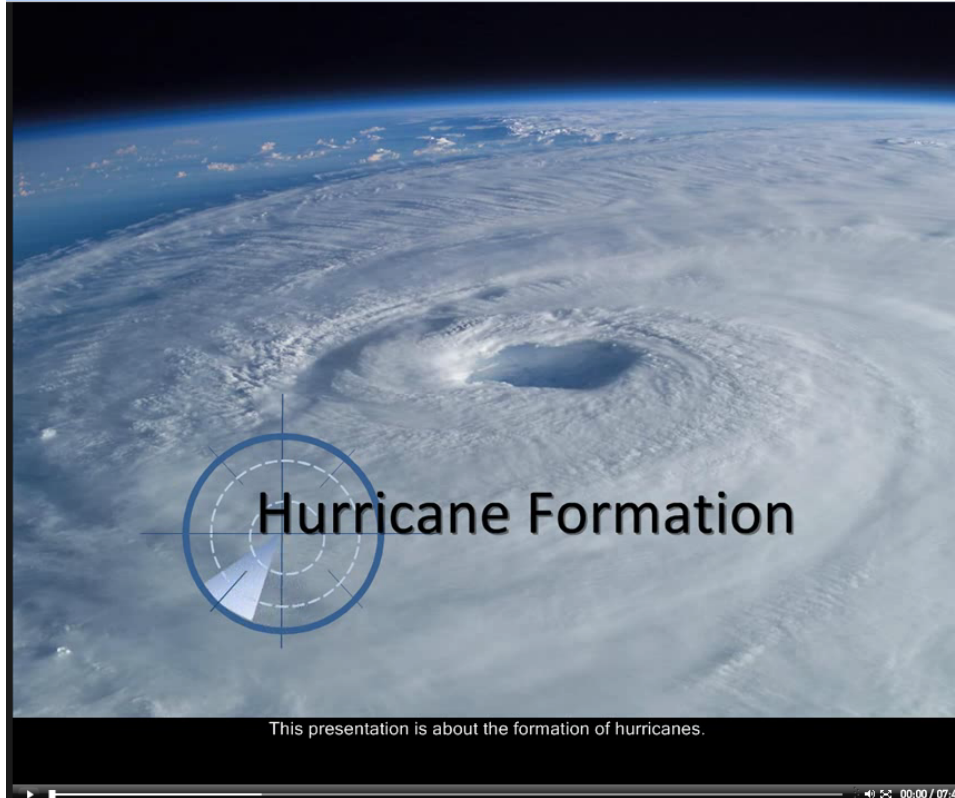 Hurricane Formation
This presentation is about the formation of hurricanes.
00:00 / 07:4